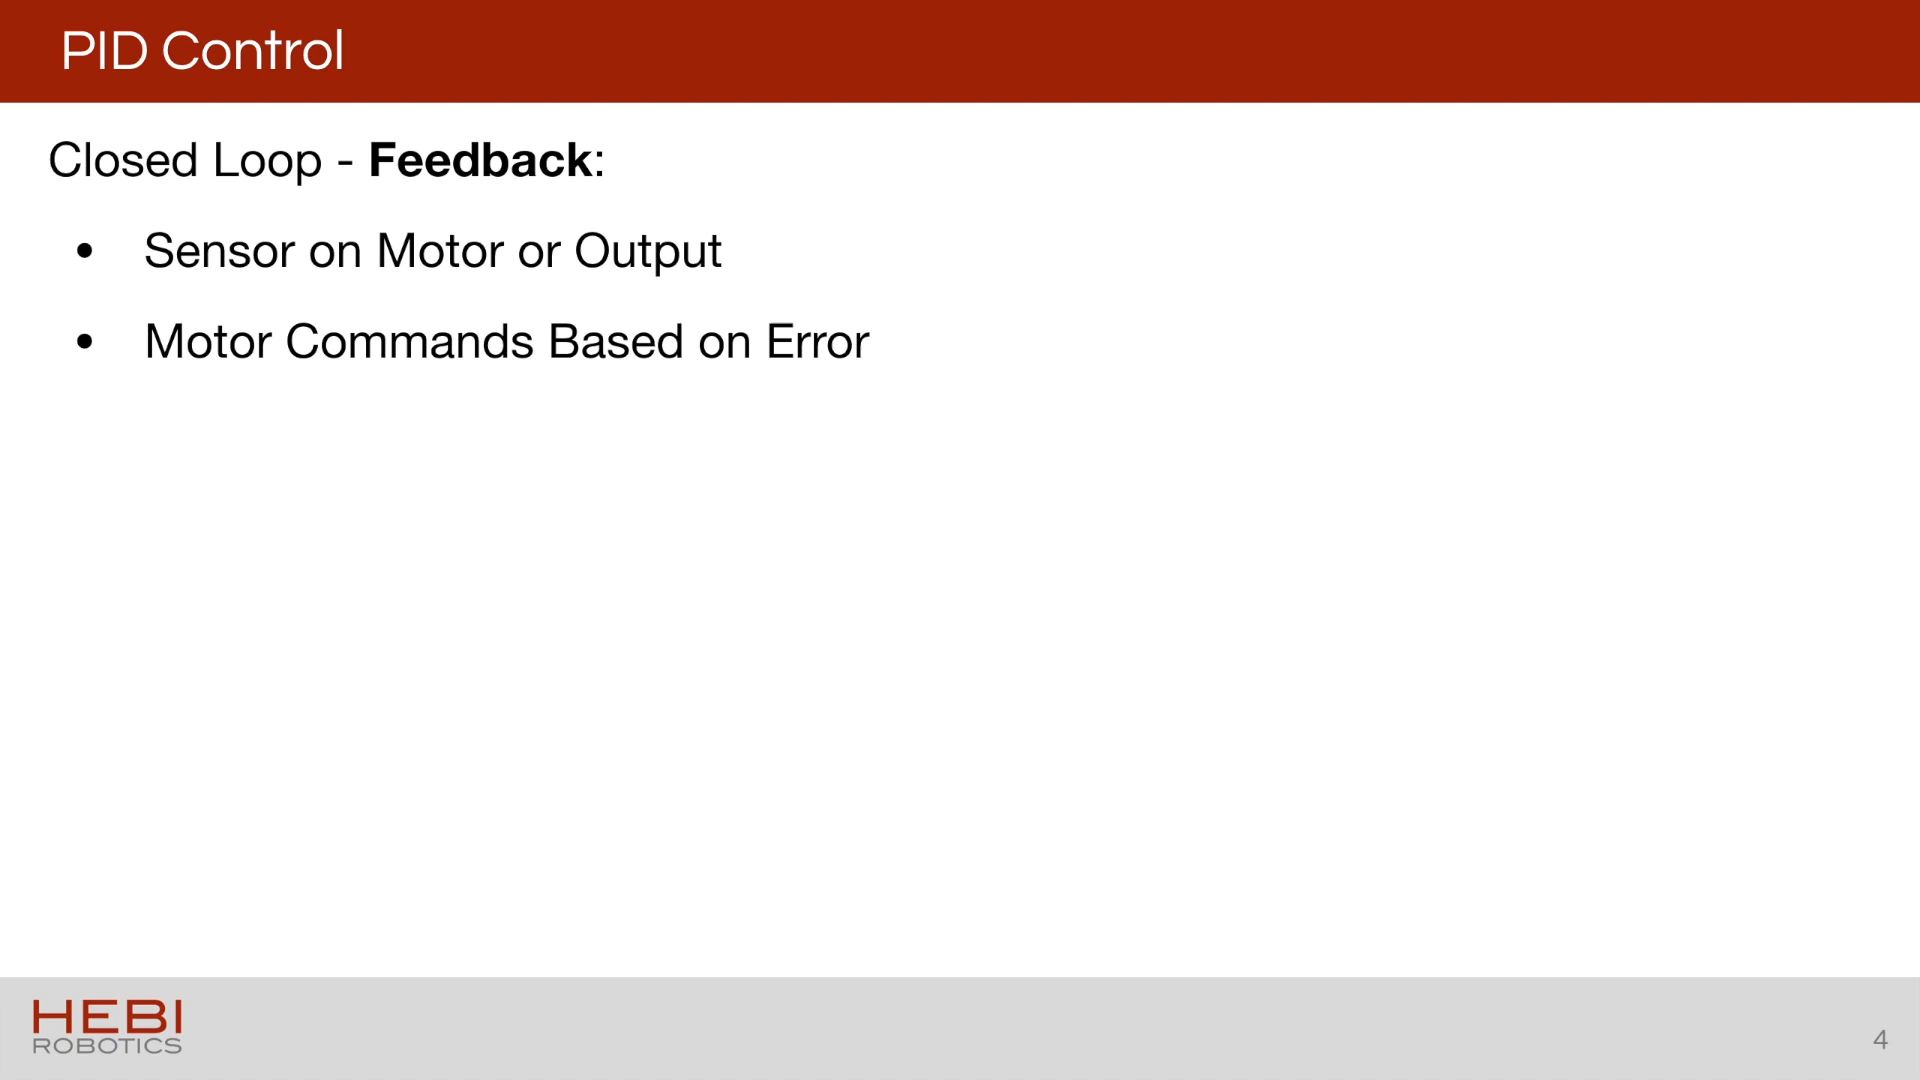 PID Control
Closed Loop - Feedback:
• Sensor on Motor or Output
• Motor Commands Based on Error
HEBI
ROBOTICS
4